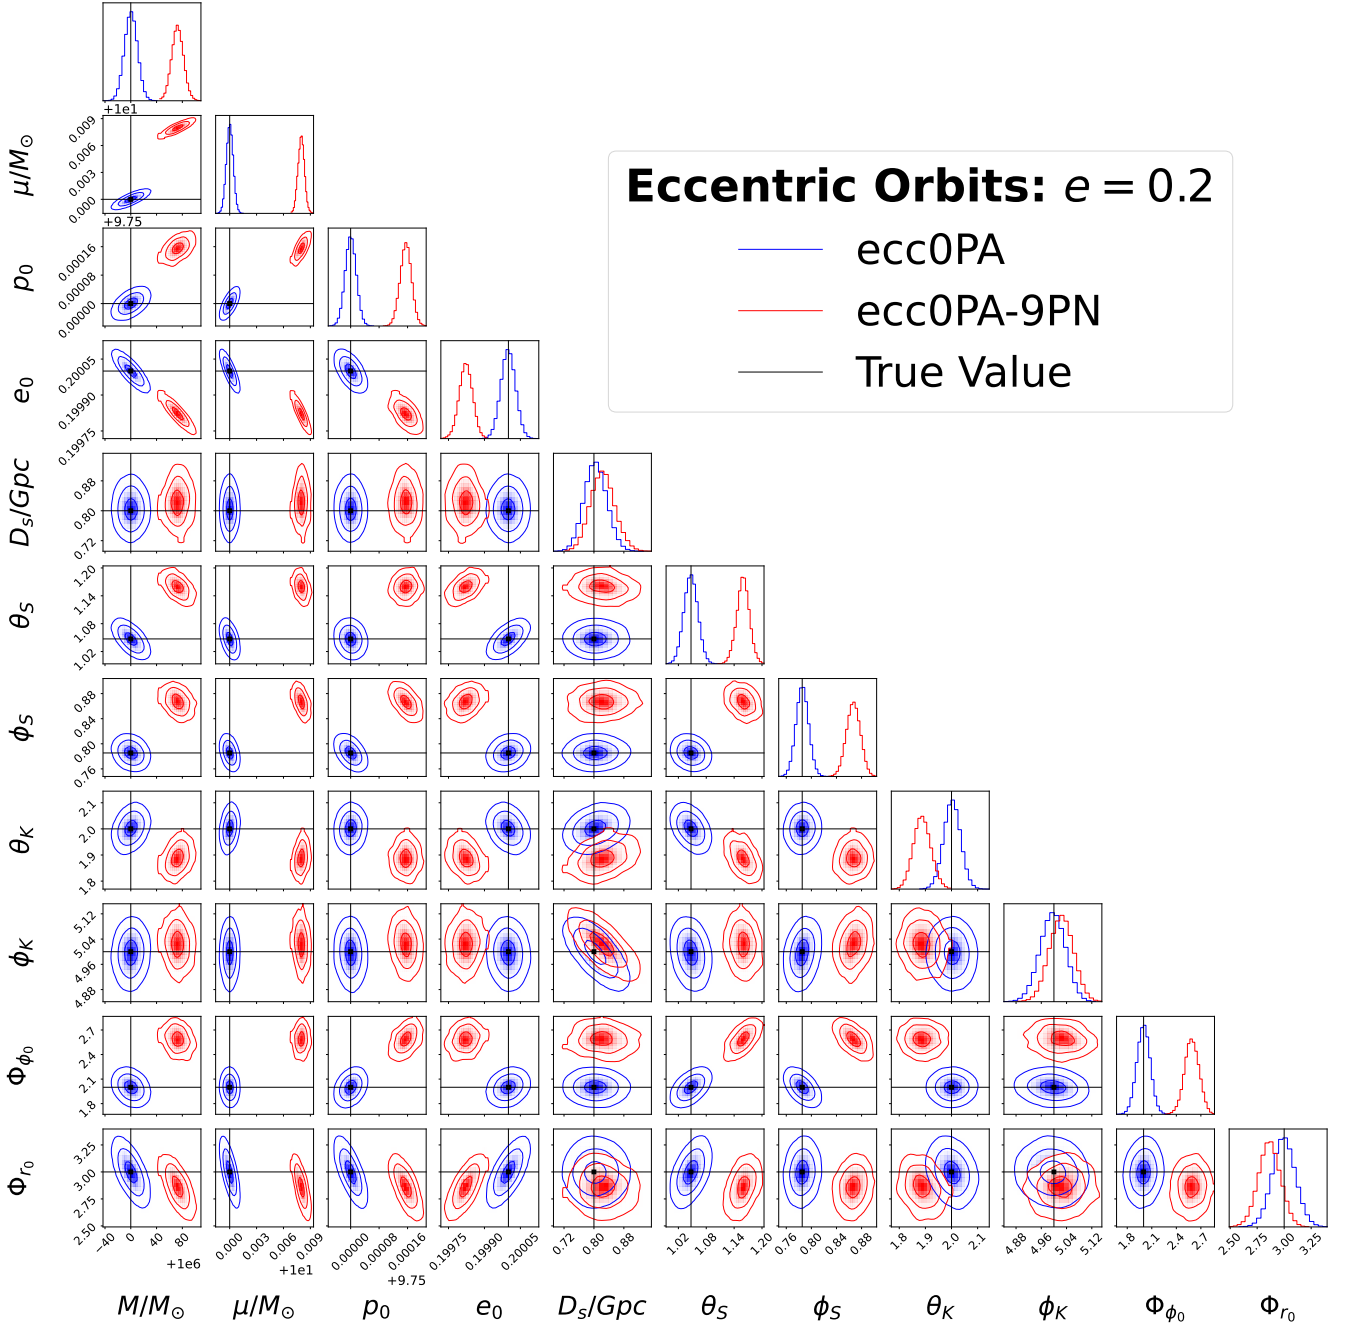 Eccentric Orbits: e = 0.2
ecc0PA
ecc0PA-9PN
True Value
+1e1
μ/M⊙
0.009
0.006
0.003
0.000
+9.75
p₀
0.00016
0.00008
0.00000
e₀
0.20005
0.19990
0.19975
D_s/Gpc
0.88
0.80
0.72
θ_S
1.20
1.14
1.08
1.02
ϕ_S
0.88
0.84
0.80
0.76
θ_K
2.1
2.0
1.9
1.8
ϕ_K
5.12
5.04
4.96
4.88
Φ_ϕ₀
2.7
2.4
2.1
1.8
Φ_r₀
3.25
3.00
2.75
2.50
−40 0 40 80 0.000 0.003 0.006 0.009 0.00000 0.00008 0.00016 0.19975 0.19990 0.20005 0.72 0.80 0.88 1.02 1.08 1.14 1.20 0.76 0.80 0.84 0.88 1.8 1.9 2.0 2.1 4.88 4.96 5.04 5.12 1.8 2.1 2.4 2.7 2.50 2.75 3.00 3.25
+1e6 +1e1 +9.75
M/M⊙ μ/M⊙ p₀ e₀ D_s/Gpc θ_S ϕ_S θ_K ϕ_K Φ_ϕ₀ Φ_r₀